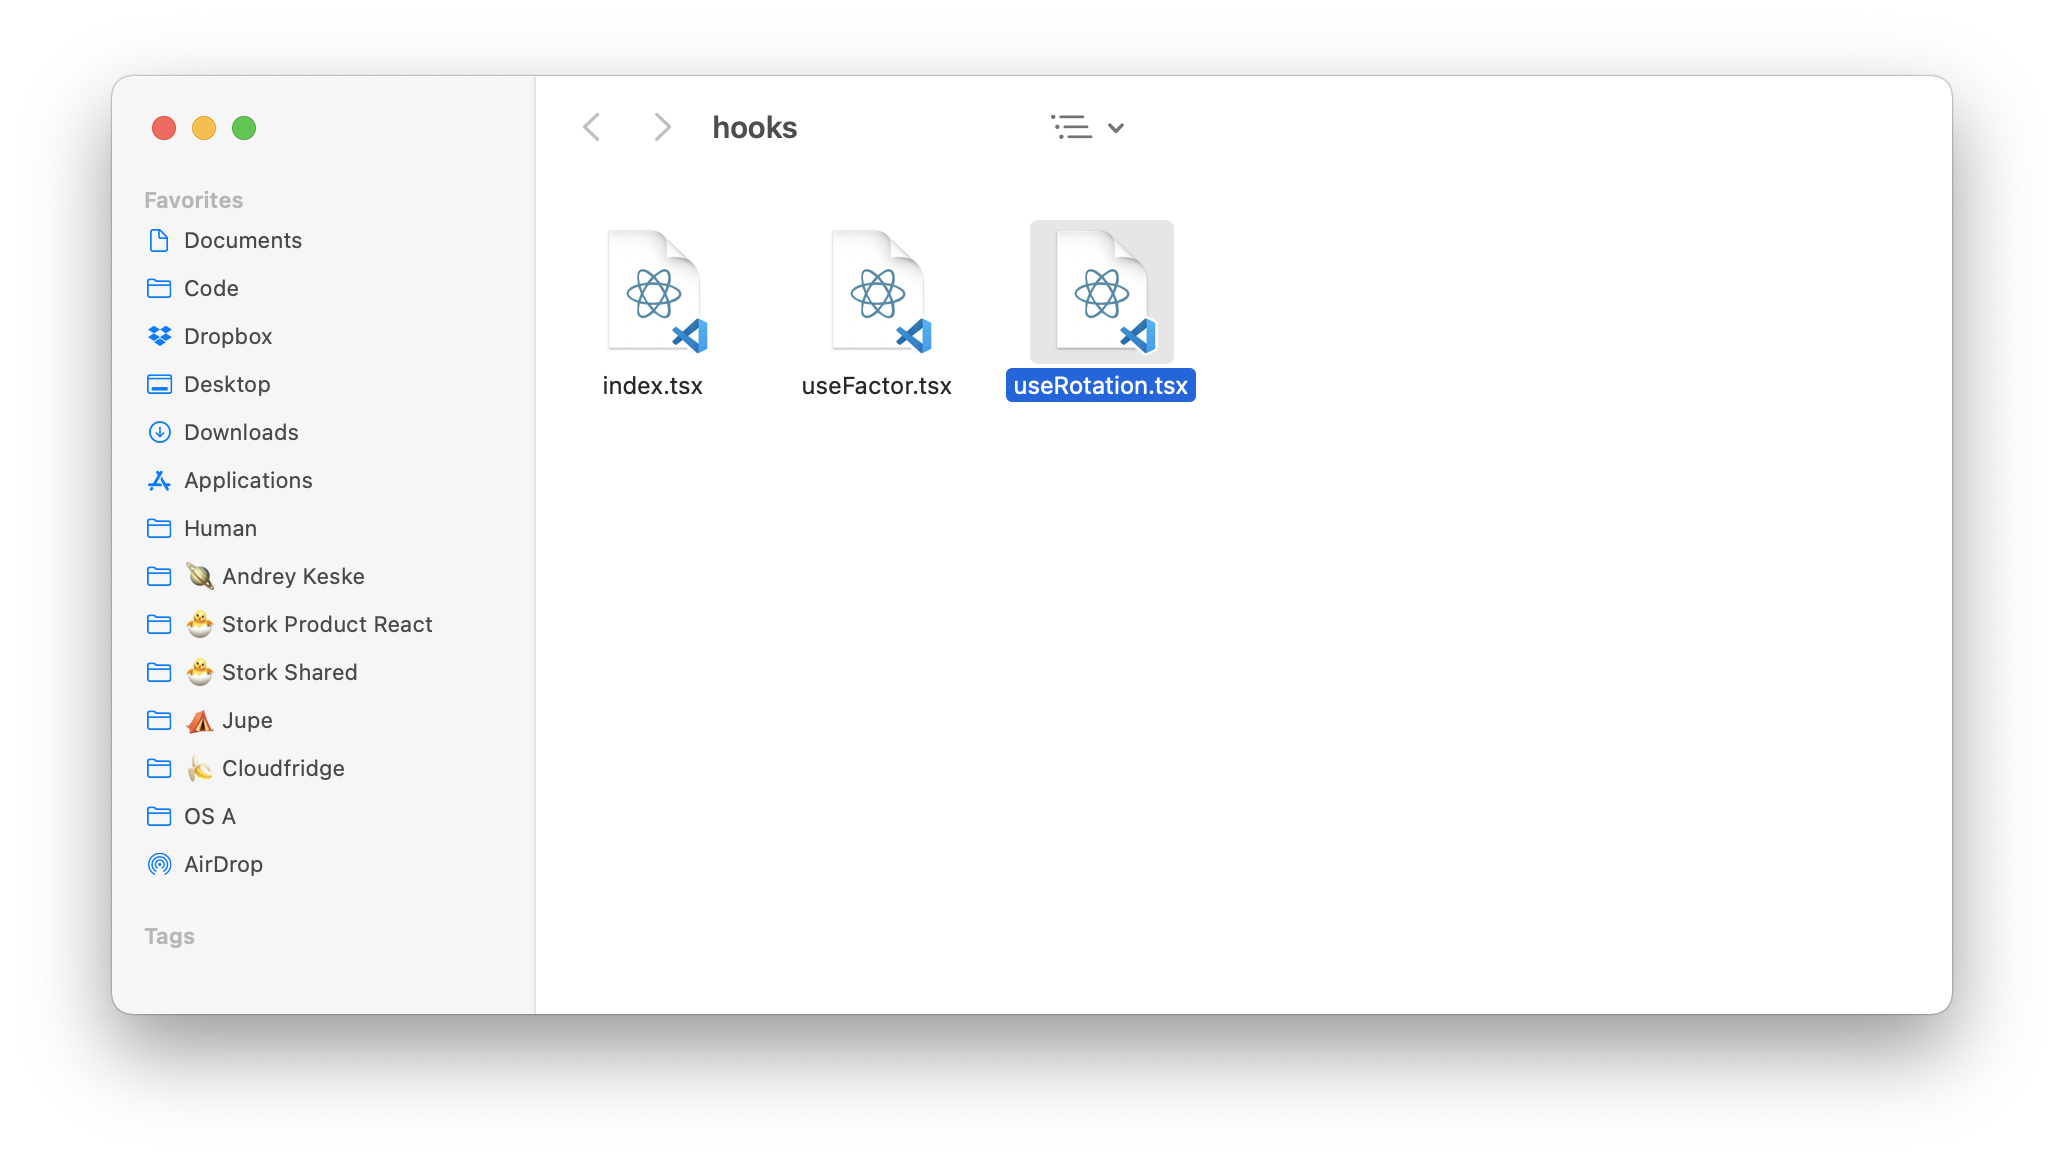 Favorites
Documents
Code
Dropbox
Desktop
Downloads
Applications
Human
🪐 Andrey Keske
🐣 Stork Product React
🐣 Stork Shared
⛺ Jupe
🍌 Cloudfridge
OS A
AirDrop
Tags
hooks
index.tsx
useFactor.tsx
useRotation.tsx